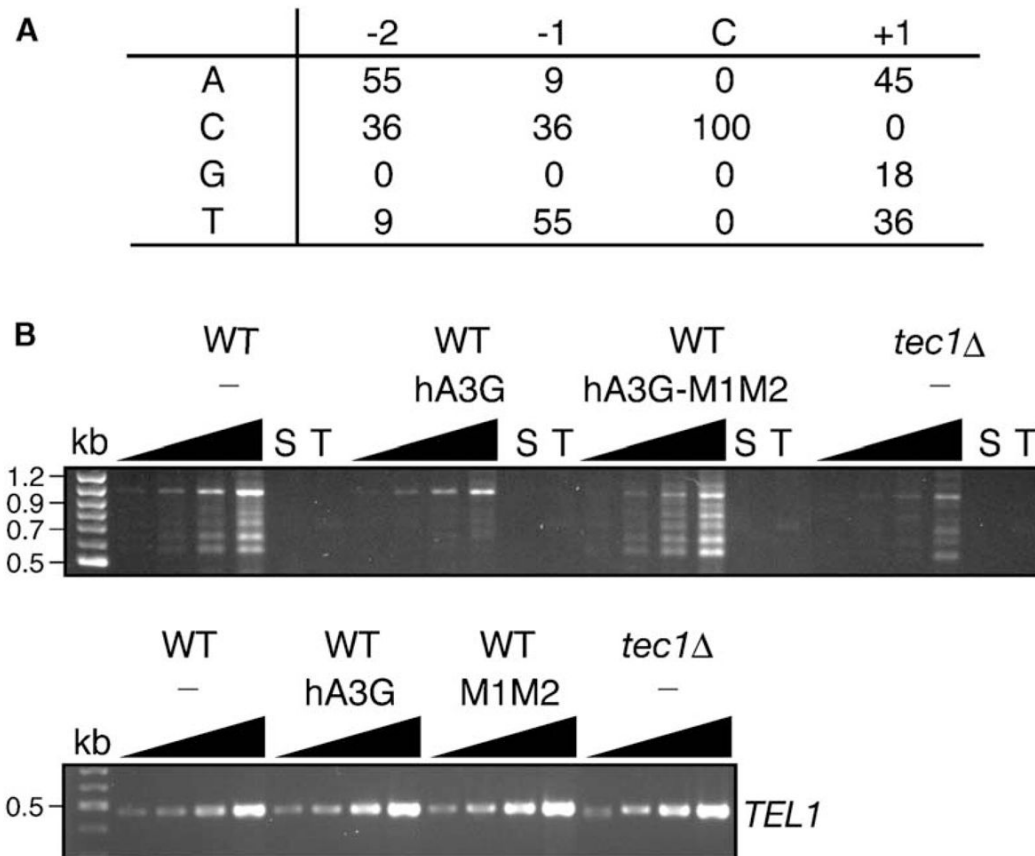 A
-2 -1 C +1
A 55 9 0 45
C 36 36 100 0
G 0 0 0 18
T 9 55 0 36
B
WT WT WT tec1Δ
– hA3G hA3G-M1M2 –
kb S T S T S T S T
1.2
0.9
0.7
0.5
WT WT WT tec1Δ
– hA3G M1M2 –
kb
0.5 TEL1